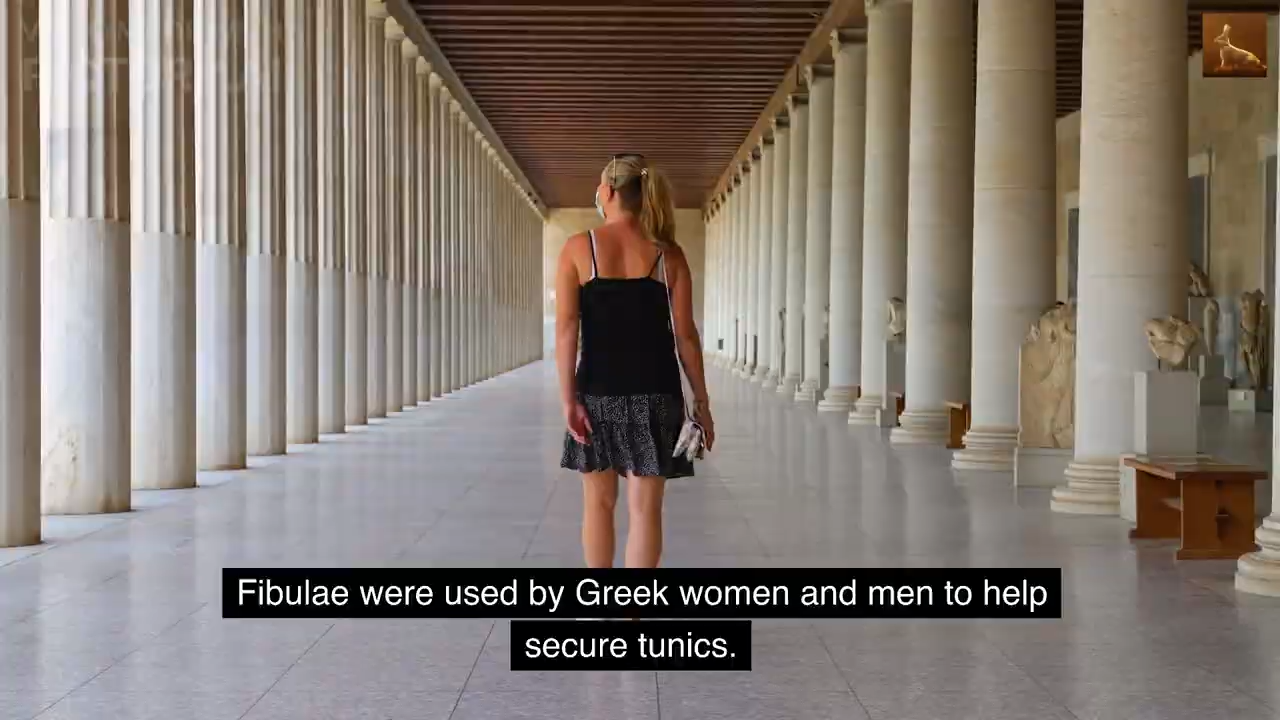 Fibulae were used by Greek women and men to help
secure tunics.